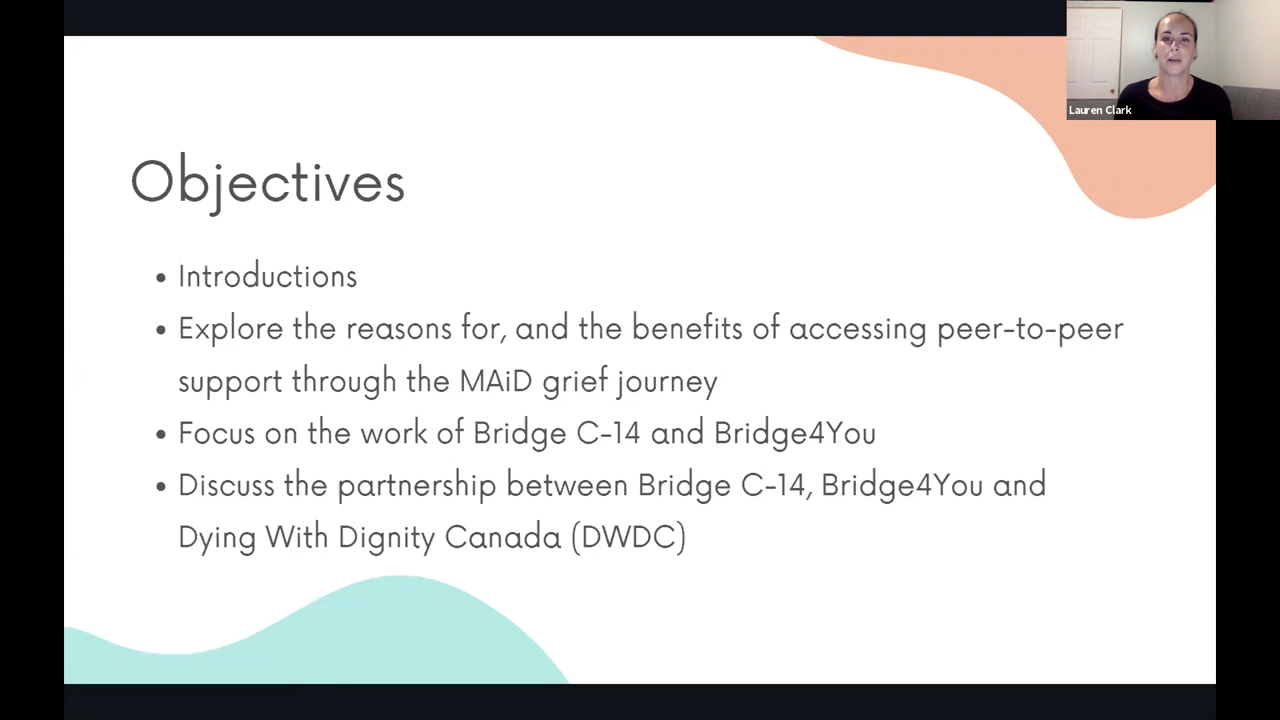 Lauren Clark
Objectives
• Introductions
• Explore the reasons for, and the benefits of accessing peer-to-peer
support through the MAiD grief journey
• Focus on the work of Bridge C-14 and Bridge4You
• Discuss the partnership between Bridge C-14, Bridge4You and
Dying With Dignity Canada (DWDC)